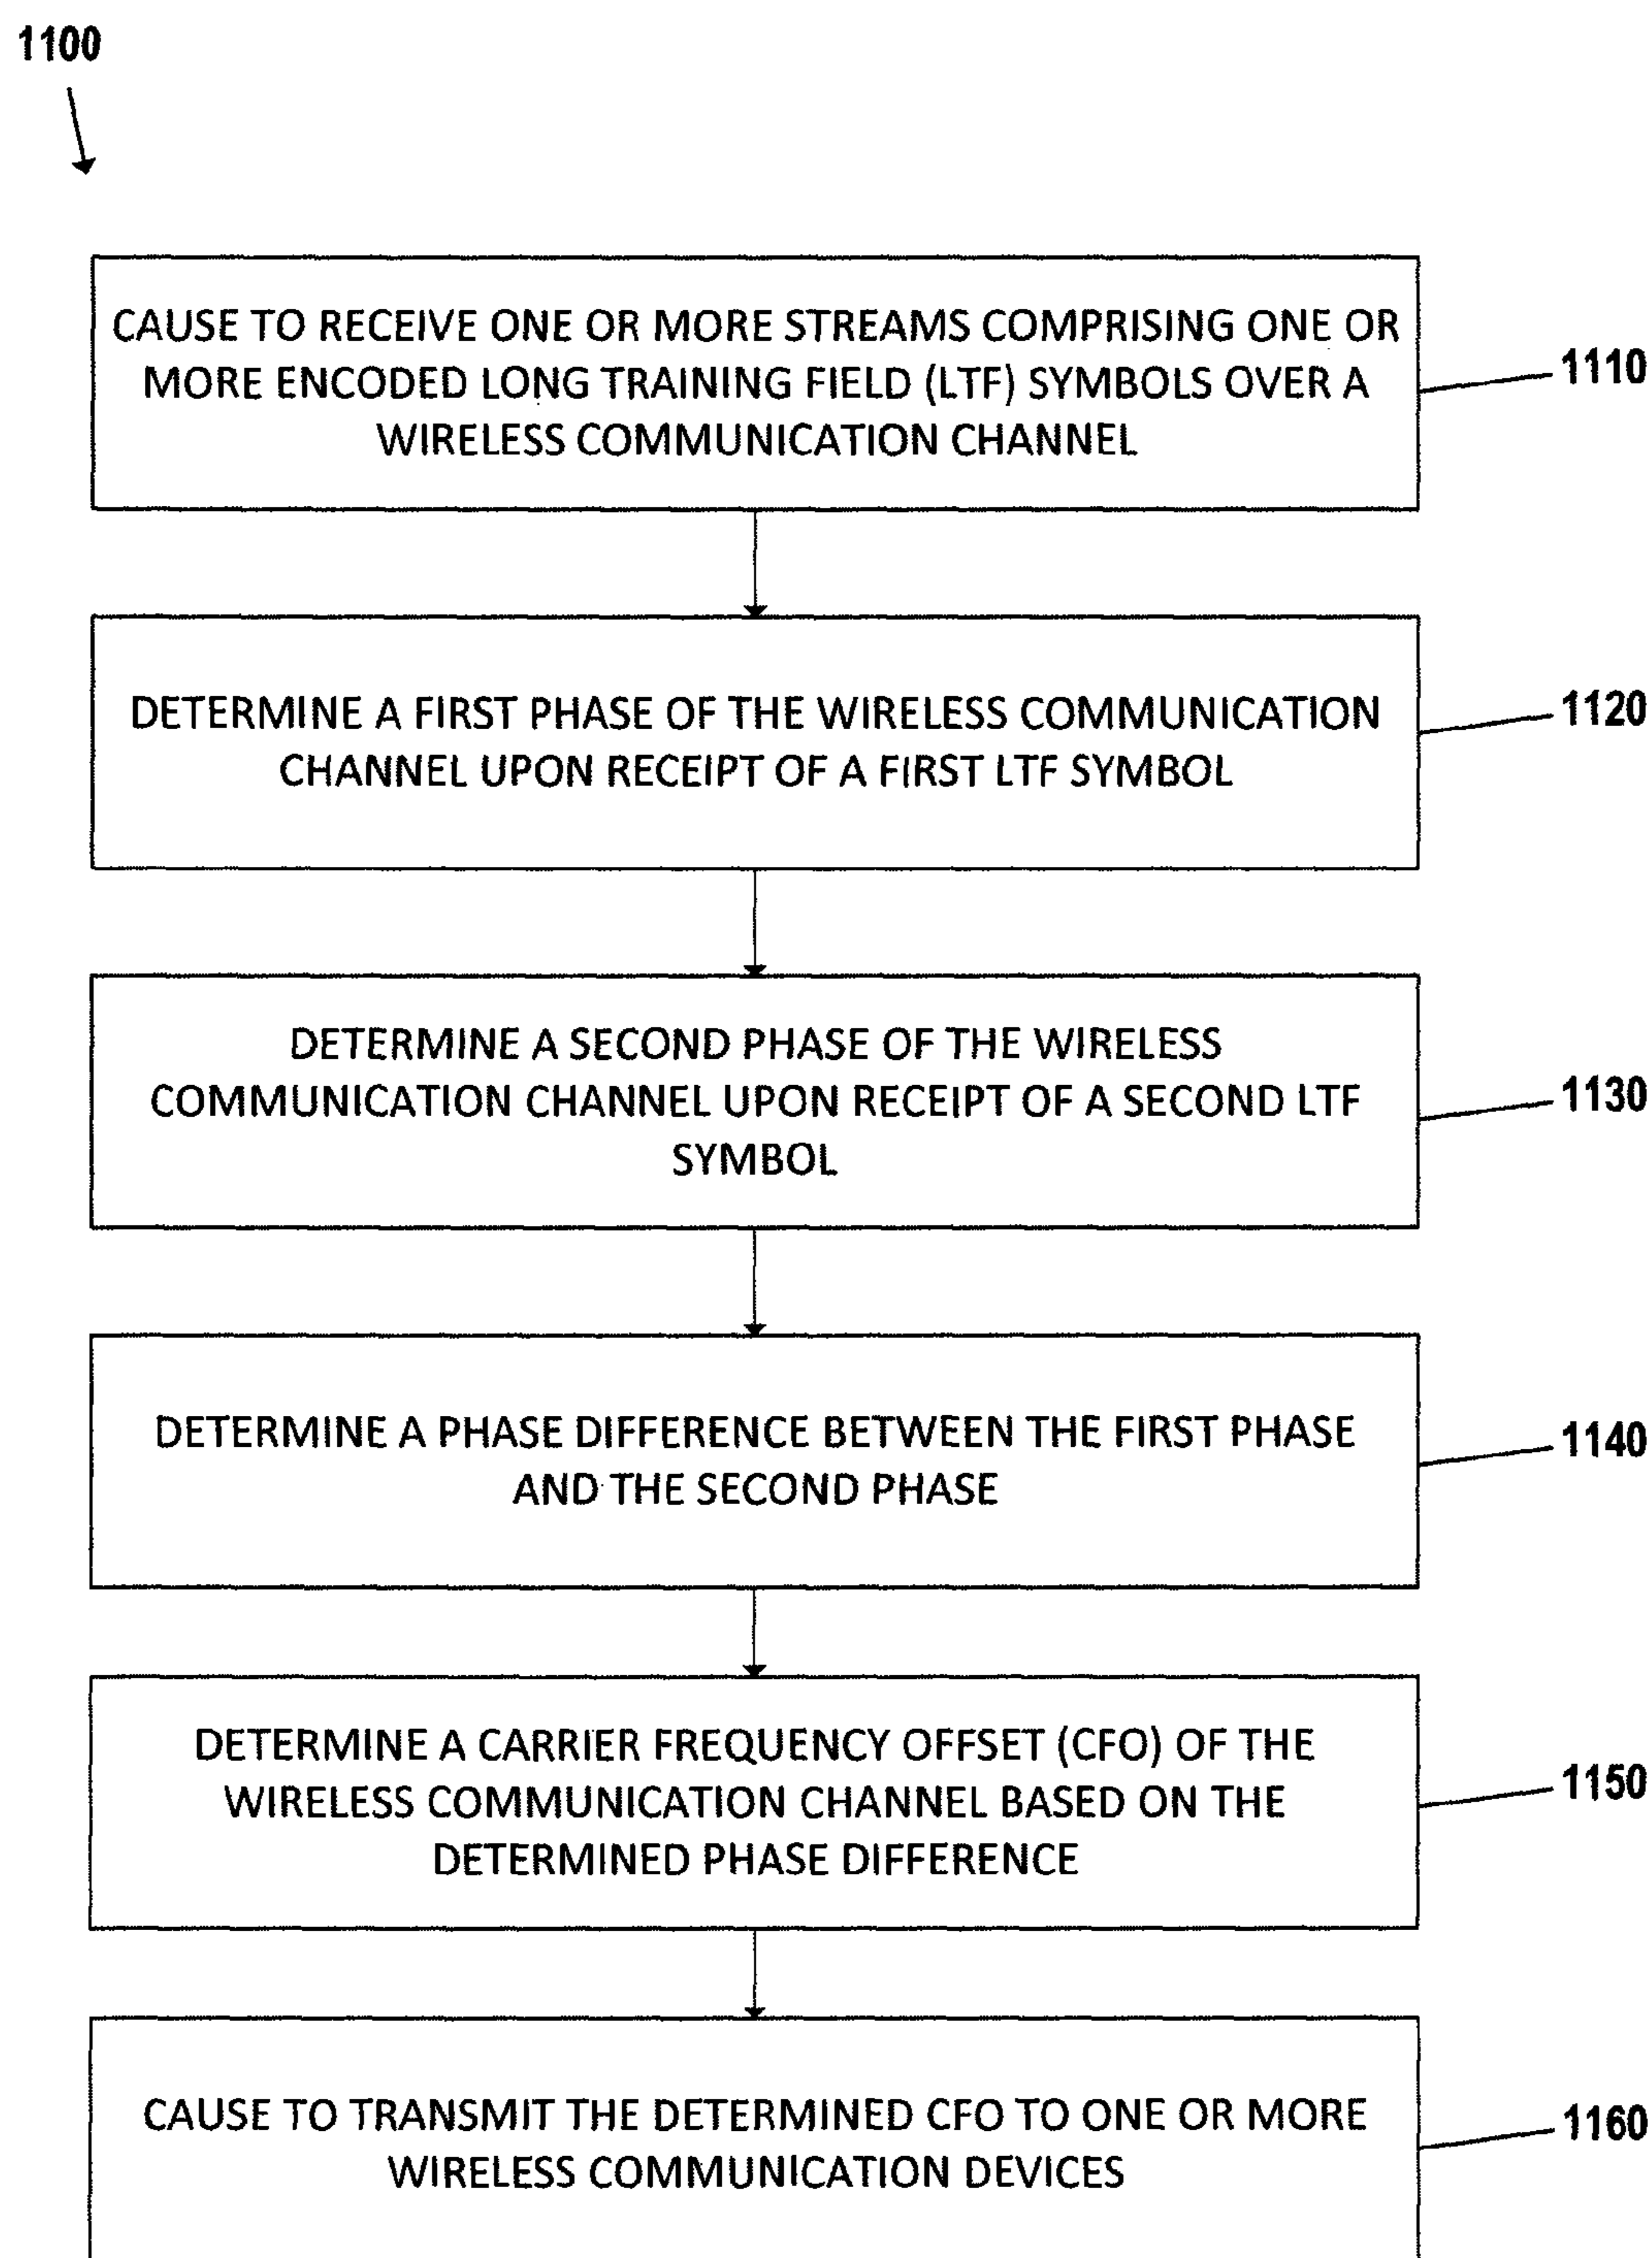 1100
CAUSE TO RECEIVE ONE OR MORE STREAMS COMPRISING ONE OR
MORE ENCODED LONG TRAINING FIELD (LTF) SYMBOLS OVER A
WIRELESS COMMUNICATION CHANNEL
1110
DETERMINE A FIRST PHASE OF THE WIRELESS COMMUNICATION
CHANNEL UPON RECEIPT OF A FIRST LTF SYMBOL
1120
DETERMINE A SECOND PHASE OF THE WIRELESS
COMMUNICATION CHANNEL UPON RECEIPT OF A SECOND LTF
SYMBOL
1130
DETERMINE A PHASE DIFFERENCE BETWEEN THE FIRST PHASE
AND THE SECOND PHASE
1140
DETERMINE A CARRIER FREQUENCY OFFSET (CFO) OF THE
WIRELESS COMMUNICATION CHANNEL BASED ON THE
DETERMINED PHASE DIFFERENCE
1150
CAUSE TO TRANSMIT THE DETERMINED CFO TO ONE OR MORE
WIRELESS COMMUNICATION DEVICES
1160